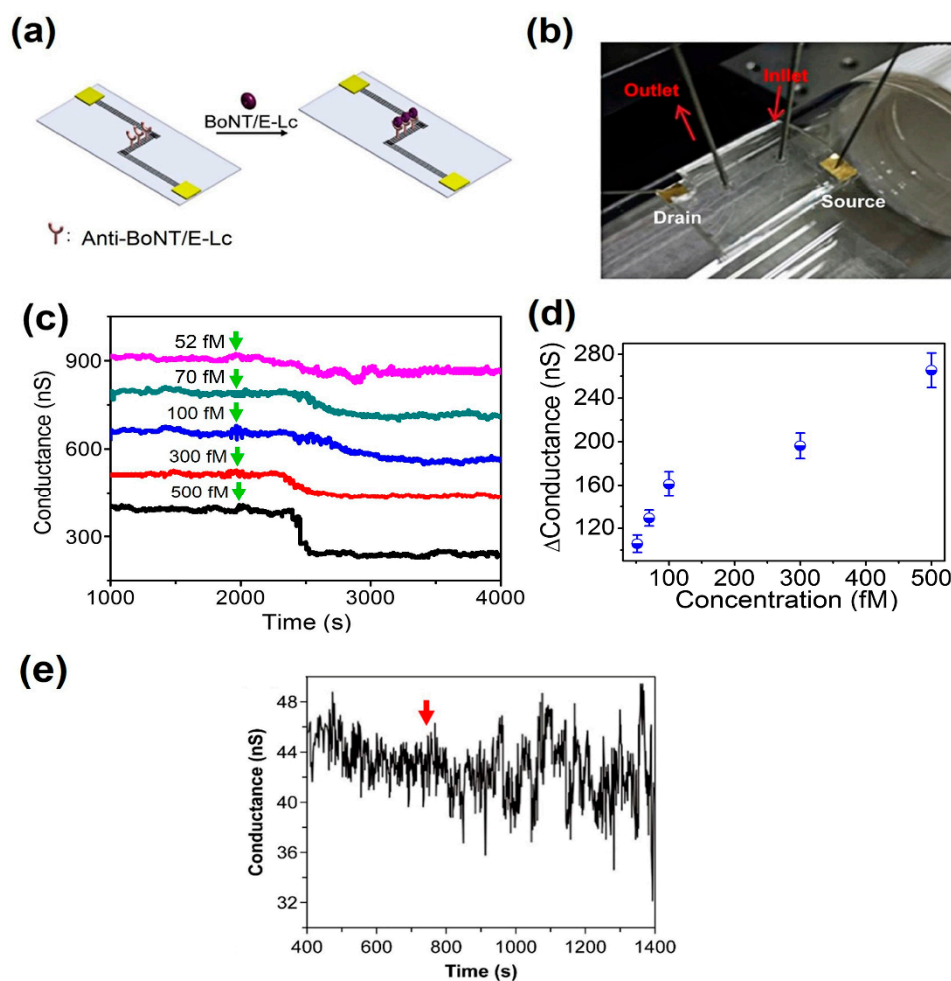 (a)
BoNT/E-Lc
: Anti-BoNT/E-Lc
(b)
Outlet
Inllet
Drain
Source
(c)
Conductance (nS)
900
600
300
52 fM
70 fM
100 fM
300 fM
500 fM
1000 2000 3000 4000
Time (s)
(d)
ΔConductance (nS)
280
240
200
160
120
100 200 300 400 500
Concentration (fM)
(e)
Conductance (nS)
48
44
40
36
32
400 600 800 1000 1200 1400
Time (s)